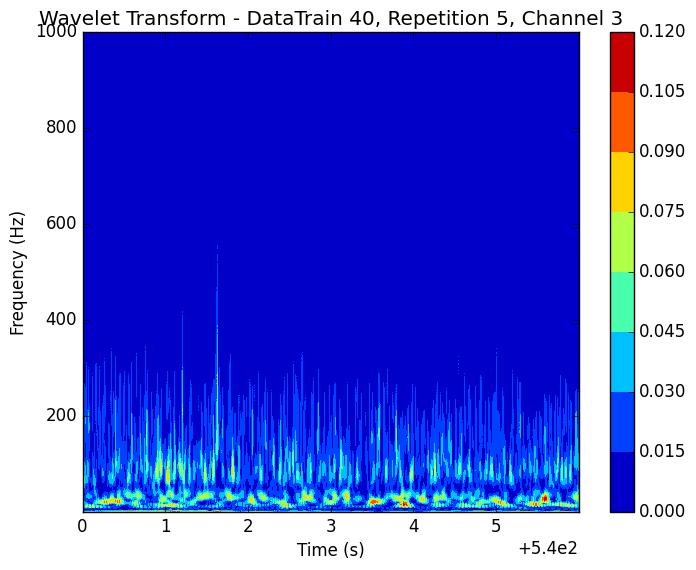 Wavelet Transform - DataTrain 40, Repetition 5, Channel 3
1000
800
600
400
200
Frequency (Hz)
0 1 2 3 4 5
Time (s)
+5.4e2
0.120
0.105
0.090
0.075
0.060
0.045
0.030
0.015
0.000